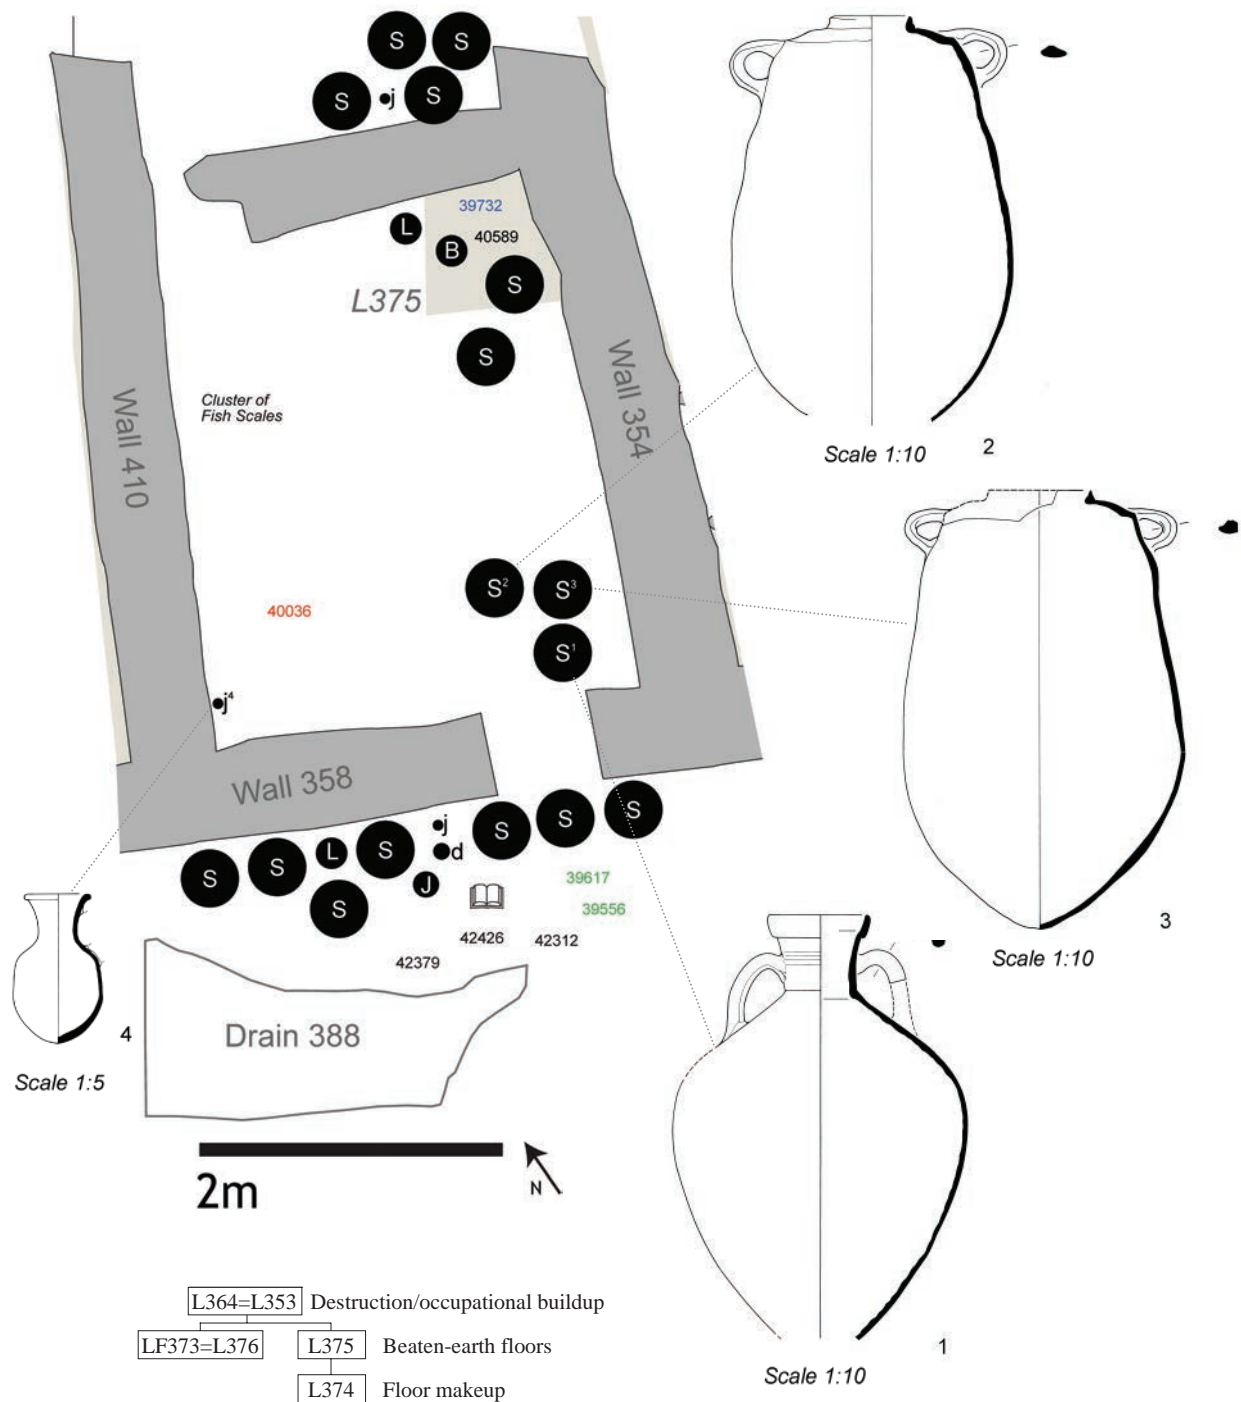 S
S
S
j
S
39732
L
40589
B
S
L375
S
Wall 410
Wall 354
Cluster of
Fish Scales
Scale 1:10
2
S2
S3
40036
S1
j4
Wall 358
S
j
S
S
L
S
d
S
S
J
S
39617
39556
42426
42312
42379
Scale 1:10
3
Drain 388
4
Scale 1:5
2m
N
1
Scale 1:10
L364=L353 Destruction/occupational buildup
LF373=L376 L375 Beaten-earth floors
L374 Floor makeup